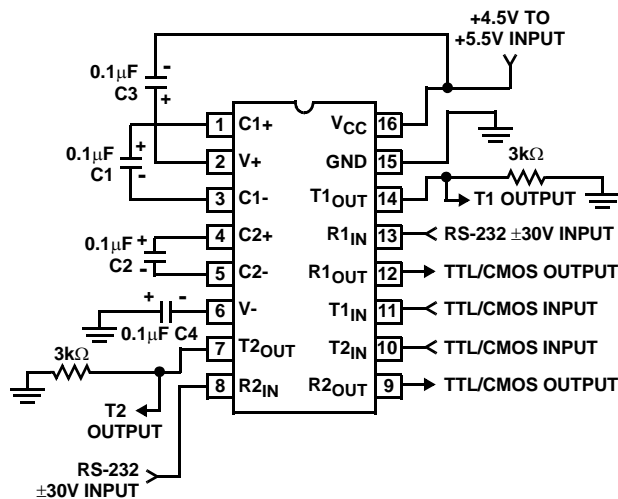 +4.5V TO
+5.5V INPUT
0.1µF
-
C3
+
1
C1+
VCC
16
0.1µF
+
C1
-
2
V+
GND
15
3kΩ
3
C1-
T1OUT
14
T1 OUTPUT
0.1µF
+
C2
-
4
C2+
R1IN
13
RS-232 ±30V INPUT
5
C2-
R1OUT
12
TTL/CMOS OUTPUT
+ -
0.1µF C4
6
V-
T1IN
11
TTL/CMOS INPUT
3kΩ
7
T2OUT
T2IN
10
TTL/CMOS INPUT
8
R2IN
R2OUT
9
TTL/CMOS OUTPUT
T2
OUTPUT
RS-232
±30V INPUT